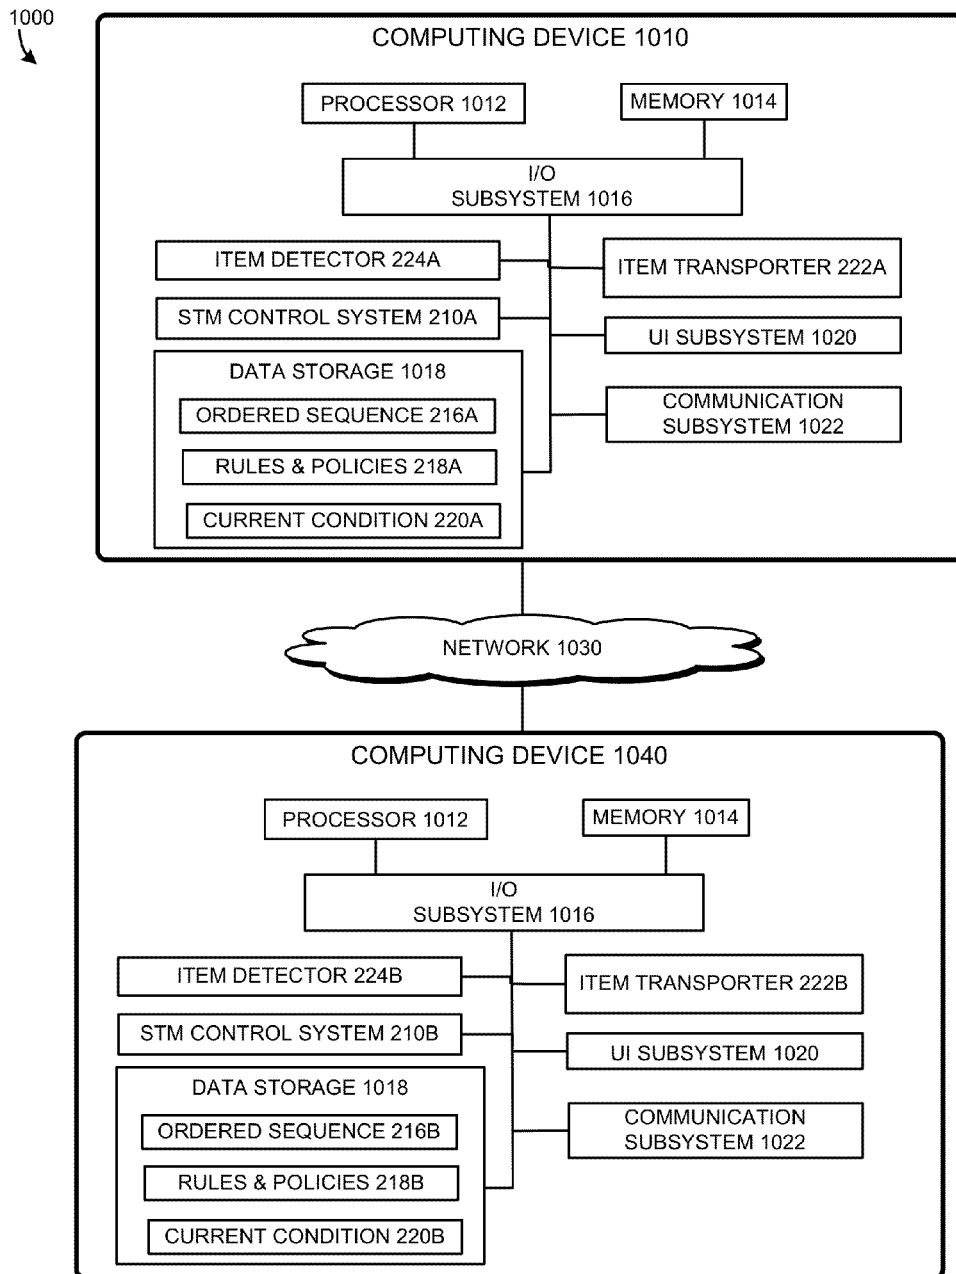 1000
COMPUTING DEVICE 1010
PROCESSOR 1012
MEMORY 1014
I/O
SUBSYSTEM 1016
ITEM DETECTOR 224A
ITEM TRANSPORTER 222A
STM CONTROL SYSTEM 210A
UI SUBSYSTEM 1020
DATA STORAGE 1018
ORDERED SEQUENCE 216A
RULES & POLICIES 218A
CURRENT CONDITION 220A
COMMUNICATION
SUBSYSTEM 1022
NETWORK 1030
COMPUTING DEVICE 1040
PROCESSOR 1012
MEMORY 1014
I/O
SUBSYSTEM 1016
ITEM DETECTOR 224B
ITEM TRANSPORTER 222B
STM CONTROL SYSTEM 210B
UI SUBSYSTEM 1020
DATA STORAGE 1018
ORDERED SEQUENCE 216B
RULES & POLICIES 218B
CURRENT CONDITION 220B
COMMUNICATION
SUBSYSTEM 1022